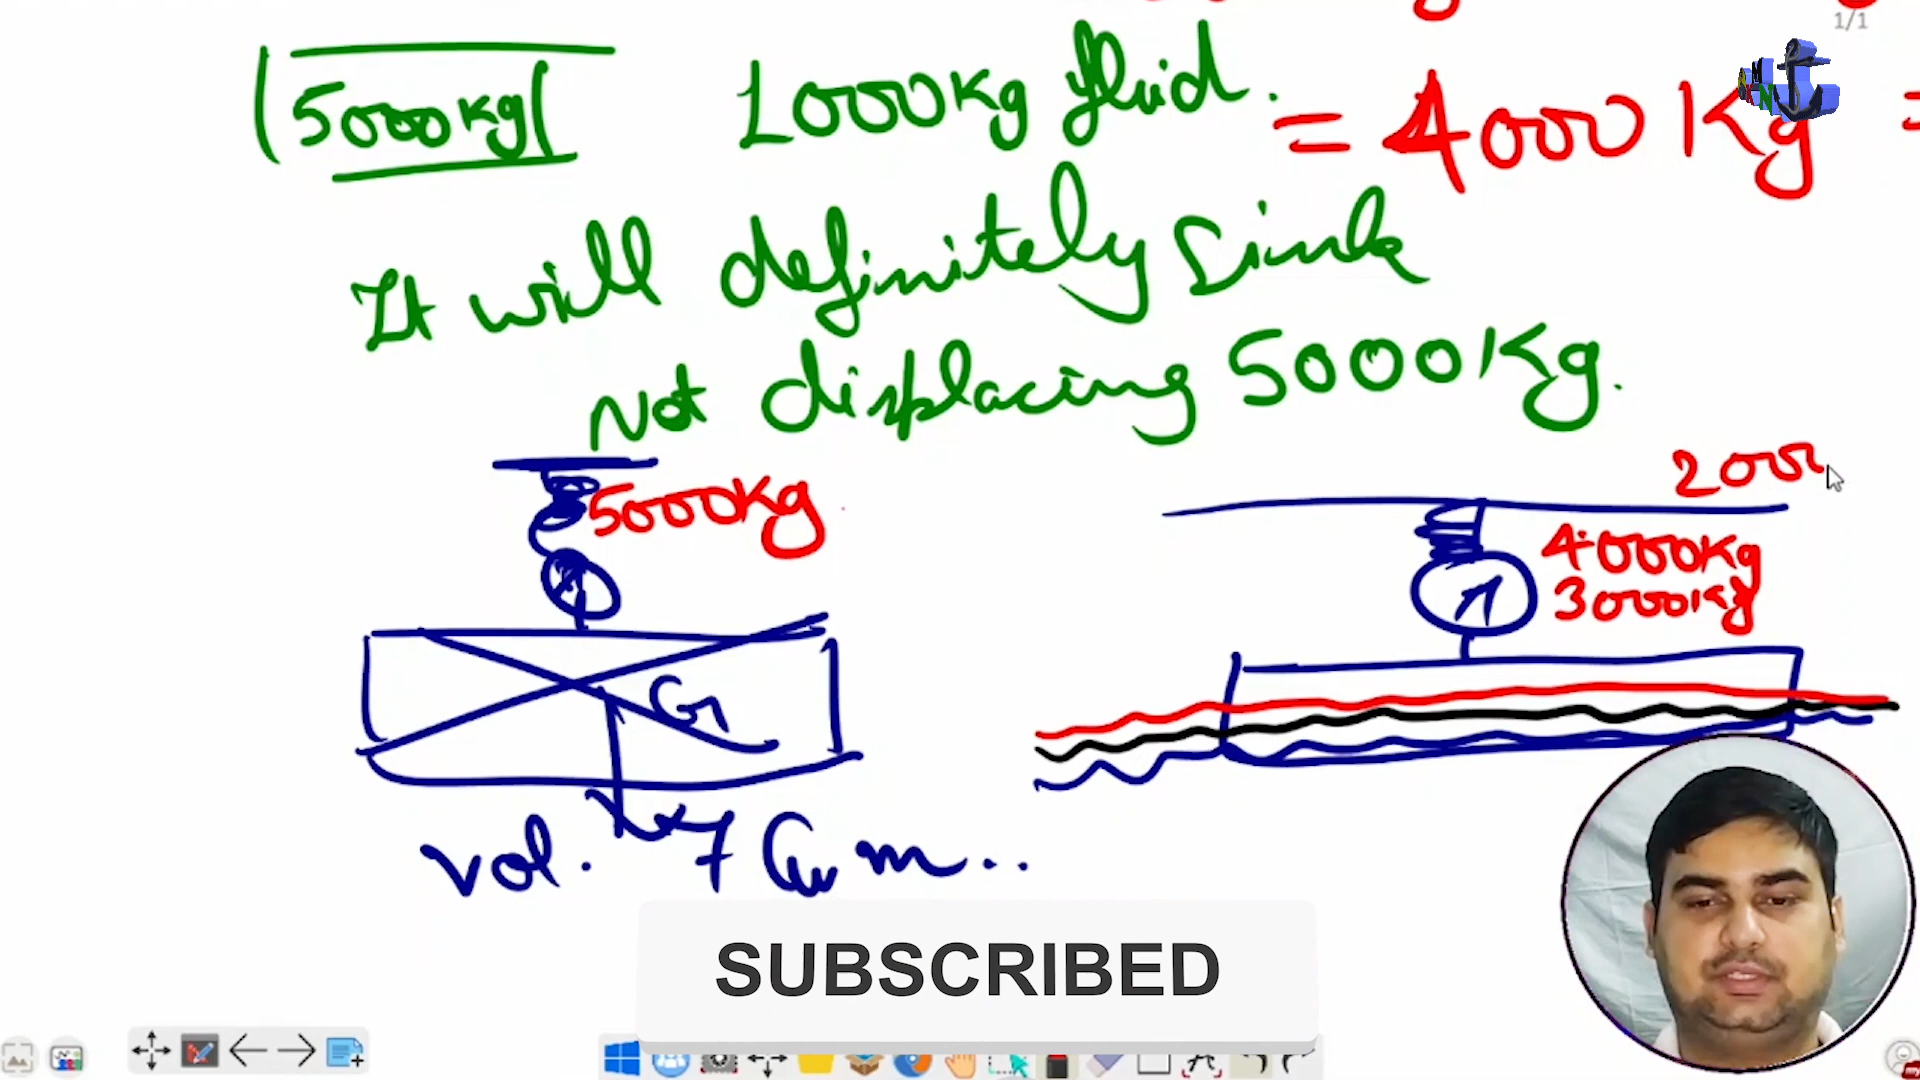 1/1
5000kg 1000Kg fluid. = 4000 Kg =
It will definitely sink
not displacing 5000Kg.
2000
5000Kg
4000Kg
3000Kg
G
vol. 7 Cu m..
SUBSCRIBED